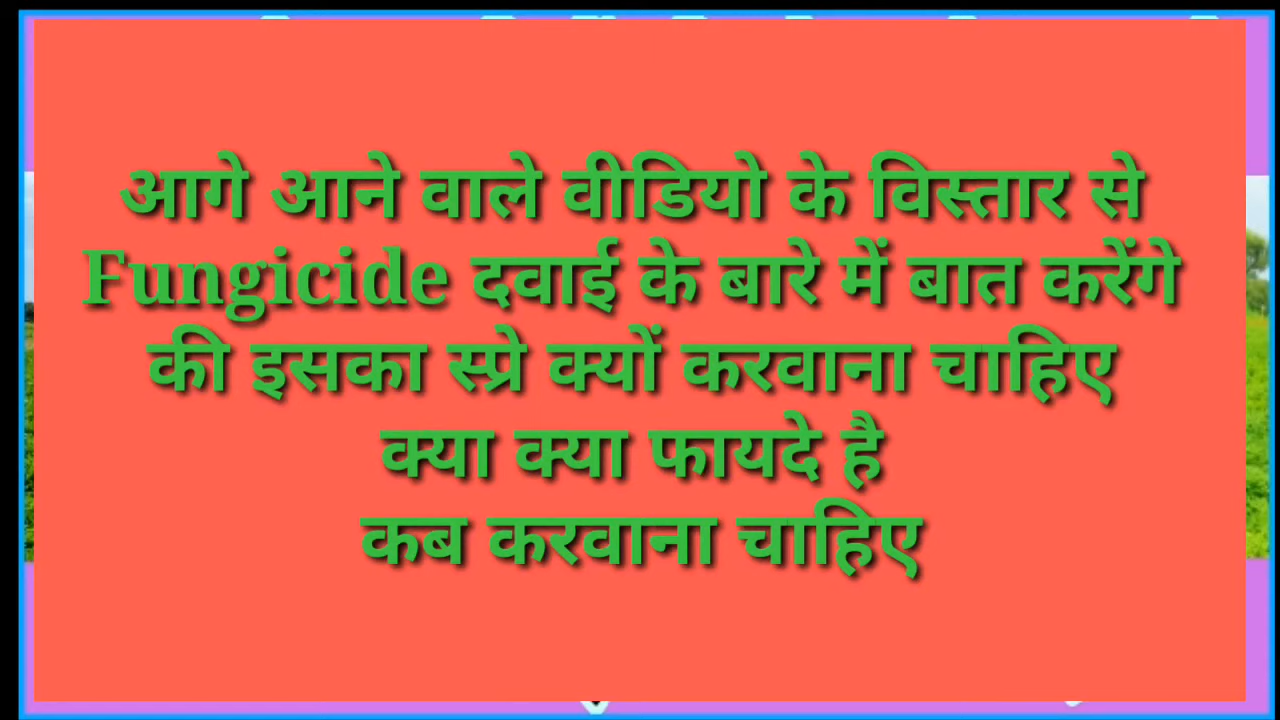 आगे आने वाले वीडियो के विस्तार से
Fungicide दवाई के बारे में बात करेंगे
की इसका स्प्रे क्यों करवाना चाहिए
क्या क्या फायदे है
कब करवाना चाहिए